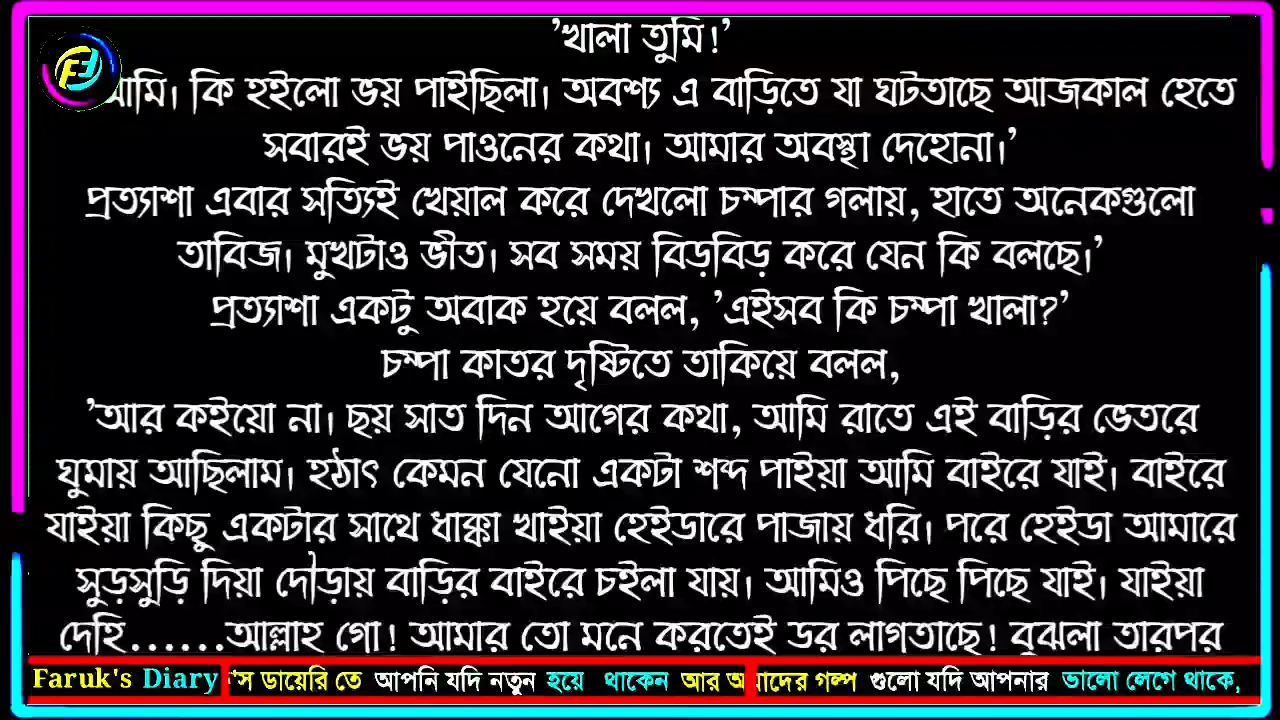 ’খালা তুমি!’
আমি। কি হইলো ভয় পাইছিলা। অবশ্য এ বাড়িতে যা ঘটতাছে আজকাল হেতে
সবারই ভয় পাওনের কথা। আমার অবস্থা দেহোনা।’
প্রত্যাশা এবার সত্যিই খেয়াল করে দেখলো চম্পার গলায়, হাতে অনেকগুলো
তাবিজ। মুখটাও ভীত। সব সময় বিড়বিড় করে যেন কি বলছে।’
প্রত্যাশা একটু অবাক হয়ে বলল, ’এইসব কি চম্পা খালা?’
চম্পা কাতর দৃষ্টিতে তাকিয়ে বলল,
’আর কইয়ো না। ছয় সাত দিন আগের কথা, আমি রাতে এই বাড়ির ভেতরে
ঘুমায় আছিলাম। হঠাৎ কেমন যেনো একটা শব্দ পাইয়া আমি বাইরে যাই। বাইরে
যাইয়া কিছু একটার সাথে ধাক্কা খাইয়া হেইডারে পাজায় ধরি। পরে হেইডা আমারে
সুড়সুড়ি দিয়া দৌড়ায় বাড়ির বাইরে চইলা যায়। আমিও পিছে পিছে যাই। যাইয়া
দেহি......আল্লাহ গো! আমার তো মনে করতেই ডর লাগতাছে! বুঝলা তারপর
Faruk's Diary 'স ডায়েরি তে আপনি যদি নতুন হয়ে থাকেন আর আমাদের গল্প গুলো যদি আপনার ভালো লেগে থাকে,